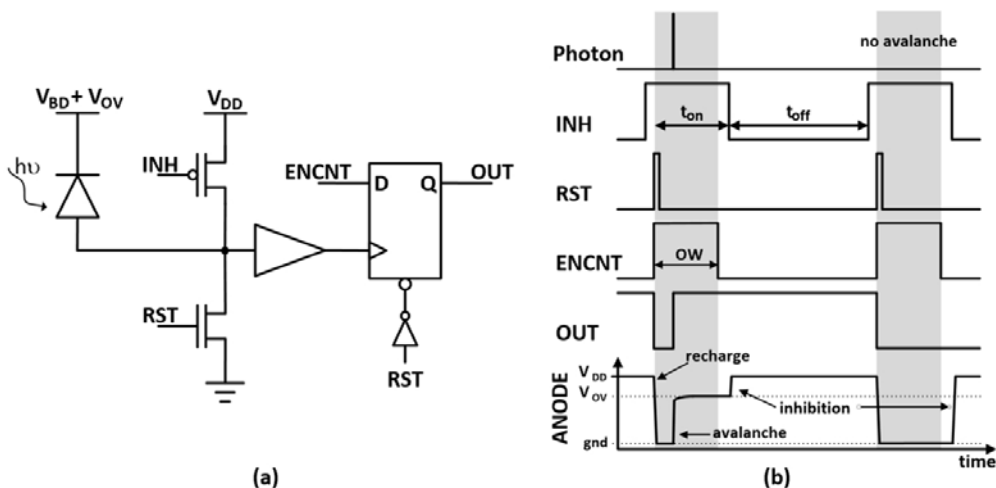 V_BD + V_OV
V_DD
hυ
INH
ENCNT
D
Q
OUT
RST
RST
(a)
Photon
no avalanche
INH
t_on
t_off
RST
ENCNT
OW
OUT
recharge
V_DD
V_OV
ANODE
inhibition
avalanche
gnd
time
(b)